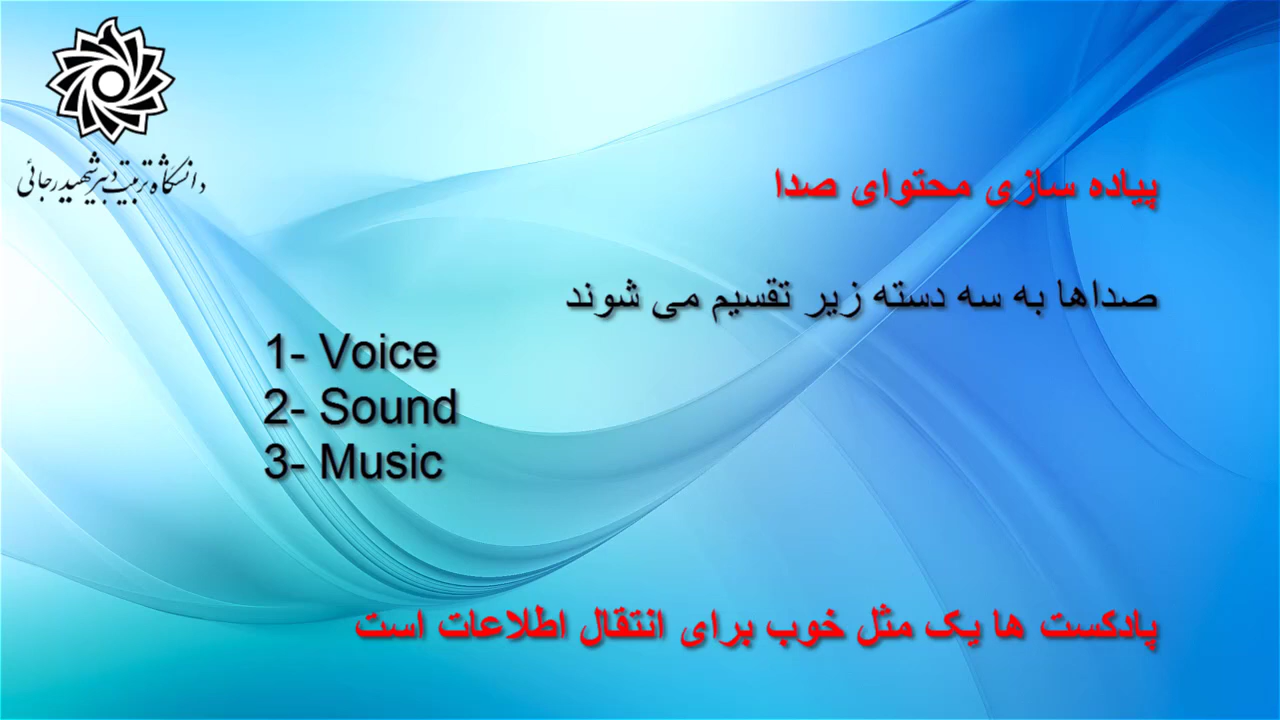 دانشگاه تربیت دبیر شهید رجائی
پیاده سازی محتوای صدا
صداها به سه دسته زیر تقسیم می شوند
1- Voice
2- Sound
3- Music
پادکست ها یک مثل خوب برای انتقال اطلاعات است